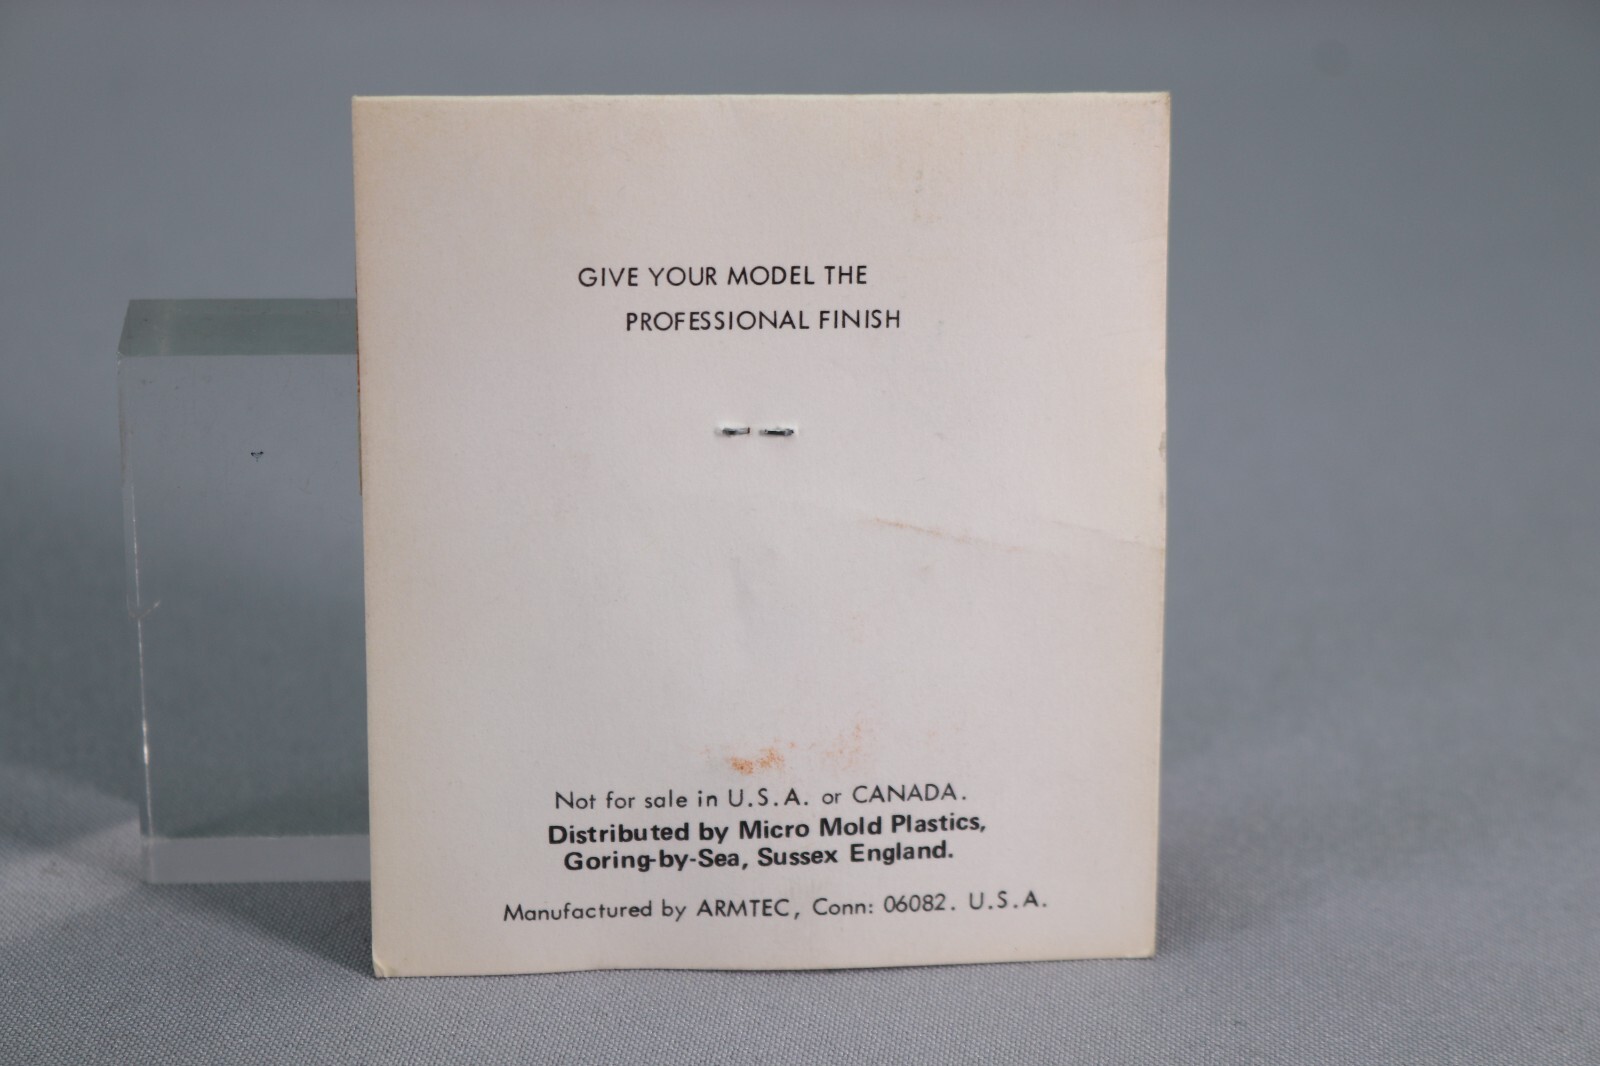 GIVE YOUR MODEL THE
PROFESSIONAL FINISH
Not for sale in U.S.A. or CANADA.
Distributed by Micro Mold Plastics,
Goring-by-Sea, Sussex England.
Manufactured by ARMTEC, Conn: 06082. U.S.A.